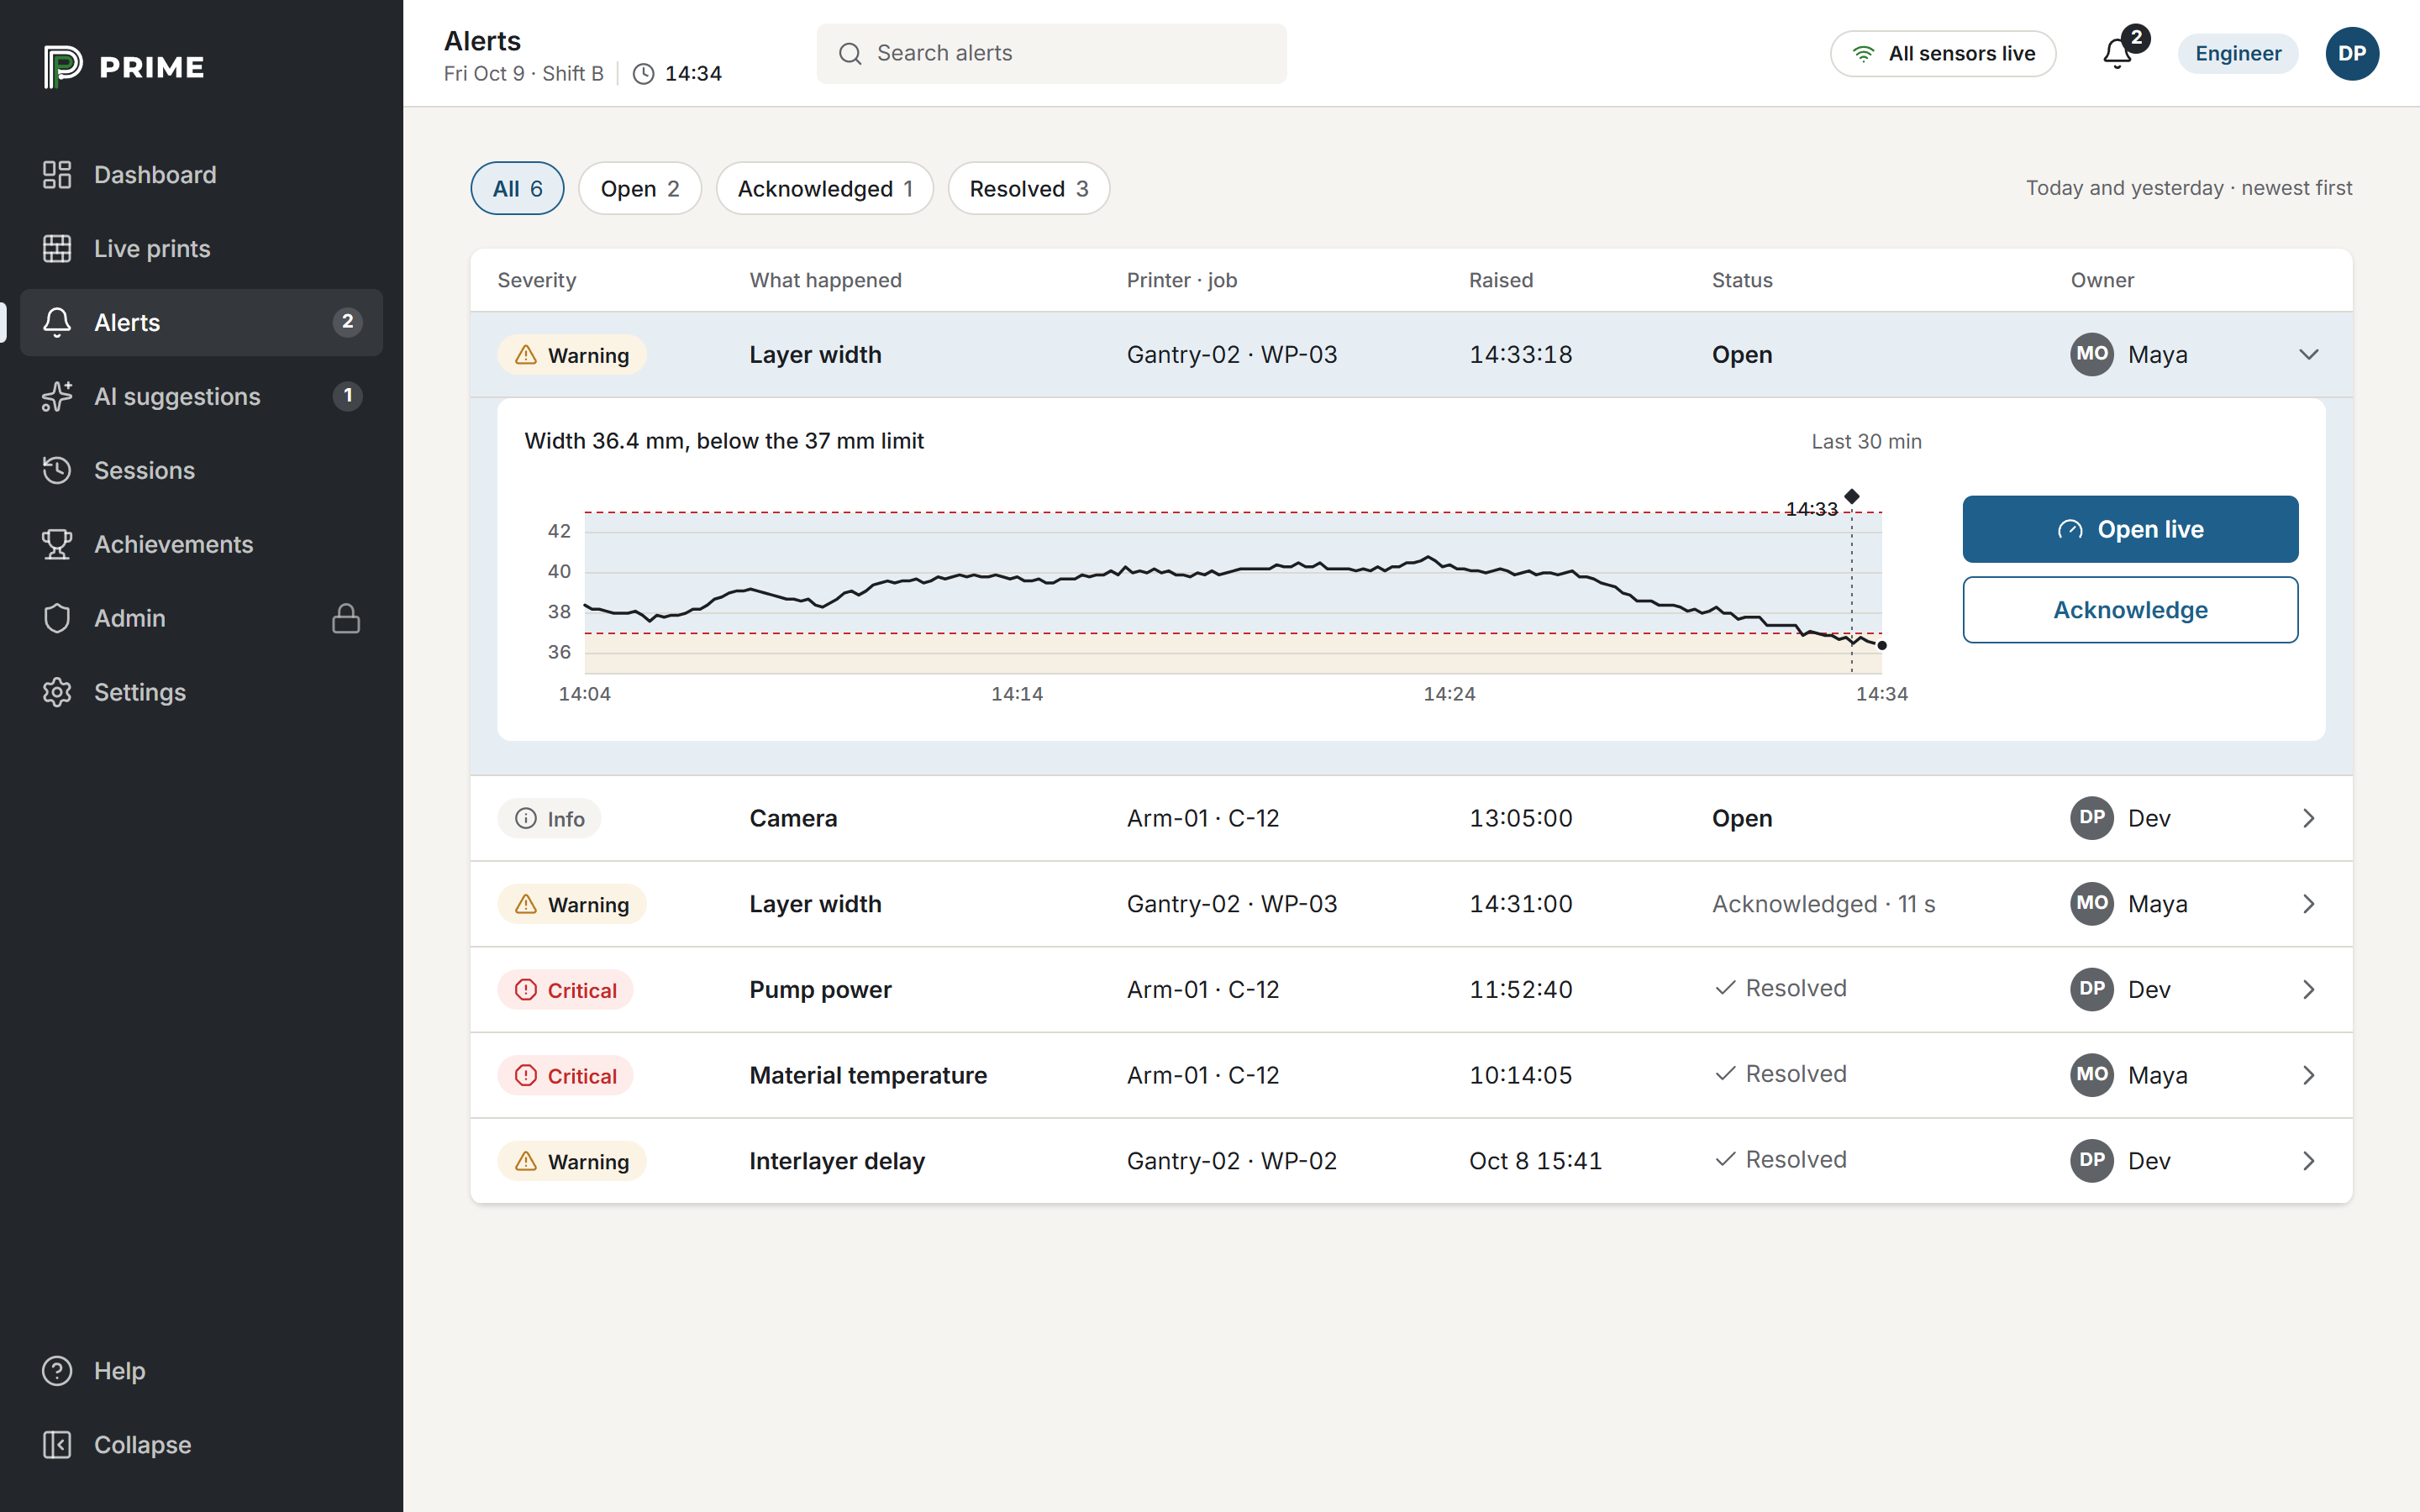 PRIME
Dashboard
Live prints
Alerts 2
AI suggestions 1
Sessions
Achievements
Admin
Settings
Help
Collapse
Alerts
Fri Oct 9 · Shift B 14:34
Search alerts
All sensors live
2
Engineer
DP
All 6
Open 2
Acknowledged 1
Resolved 3
Today and yesterday · newest first
Severity What happened Printer · job Raised Status Owner
Warning Layer width Gantry-02 · WP-03 14:33:18 Open MO Maya
Width 36.4 mm, below the 37 mm limit
Last 30 min
14:33
42
40
38
36
14:04 14:14 14:24 14:34
Open live
Acknowledge
Info Camera Arm-01 · C-12 13:05:00 Open DP Dev
Warning Layer width Gantry-02 · WP-03 14:31:00 Acknowledged · 11 s MO Maya
Critical Pump power Arm-01 · C-12 11:52:40 Resolved DP Dev
Critical Material temperature Arm-01 · C-12 10:14:05 Resolved MO Maya
Warning Interlayer delay Gantry-02 · WP-02 Oct 8 15:41 Resolved DP Dev